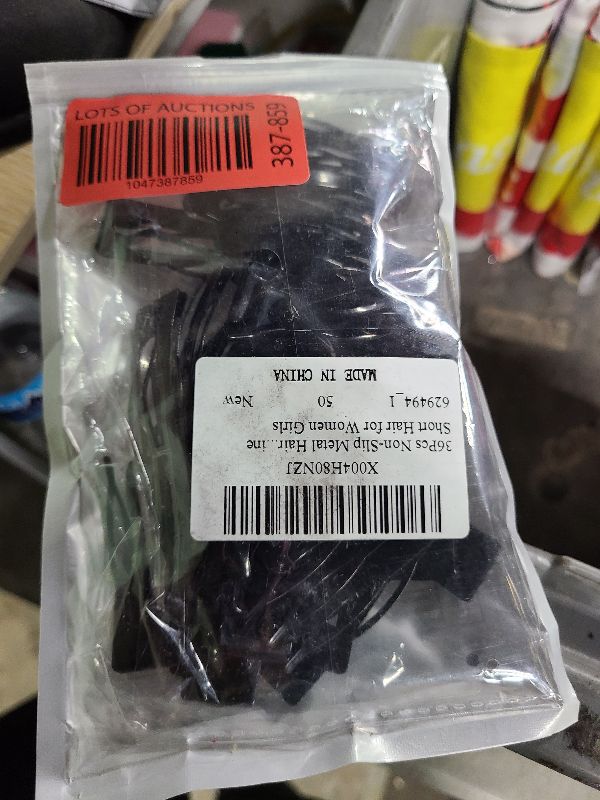 LOTS OF AUCTIONS
1047387859
387-859
X004H80NZJ
36Pcs Non-Slip Metal Hair...ine
Short Hair for Women Girls
629494_1 50 New
MADE IN CHINA